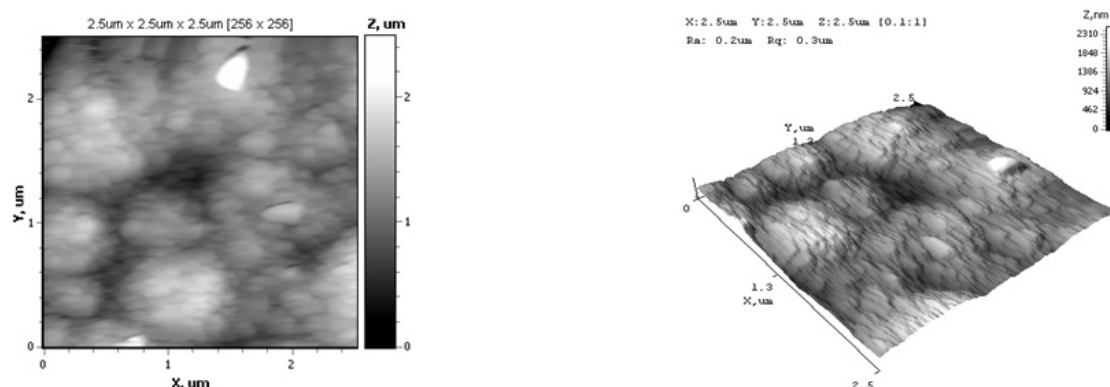 2.5um x 2.5um x 2.5um [256 x 256]
Z, um
2
1
0
Y, um
2
1
0
0
1
2
X, um
X:2.5um Y:2.5um Z:2.5um [0.1:1]
Ra: 0.2um Rq: 0.3um
Z,nm
2310
1848
1386
924
462
0
2.5
Y,um
1.3
0
1.3
X,um
2.5